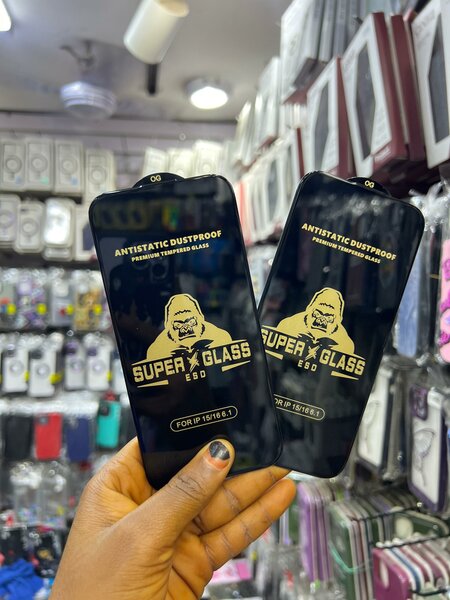 OG
ANTISTATIC DUSTPROOF
PREMIUM TEMPERED GLASS
SUPER GLASS
ESD
FOR IP 15/16 6.1
OG
ANTISTATIC DUSTPROOF
PREMIUM TEMPERED GLASS
SUPER GLASS
ESD
FOR IP 15/16 6.1